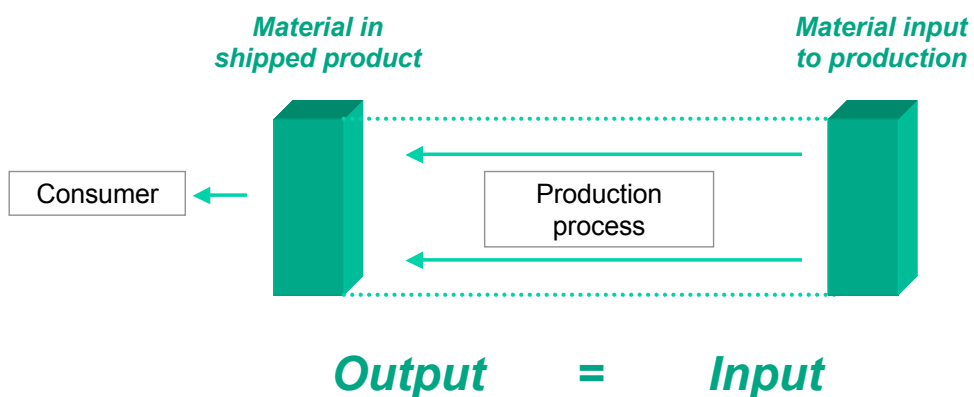 Material in
shipped product
Material input
to production
Consumer
Production
process
Output = Input